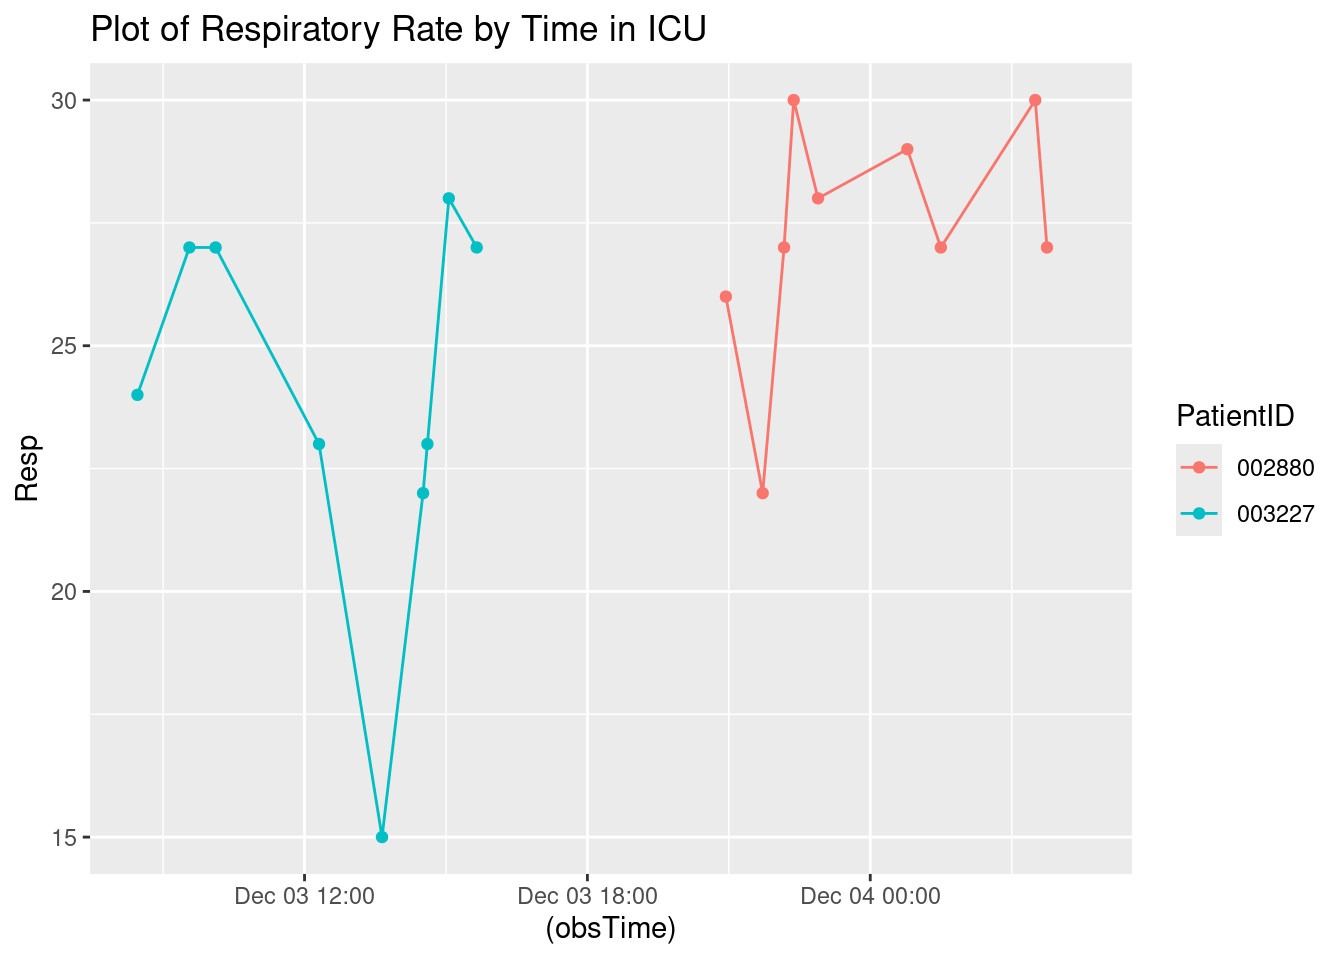 Plot of Respiratory Rate by Time in ICU
30
25
20
15
Resp
Dec 03 12:00
Dec 03 18:00
Dec 04 00:00
(obsTime)
PatientID
002880
003227